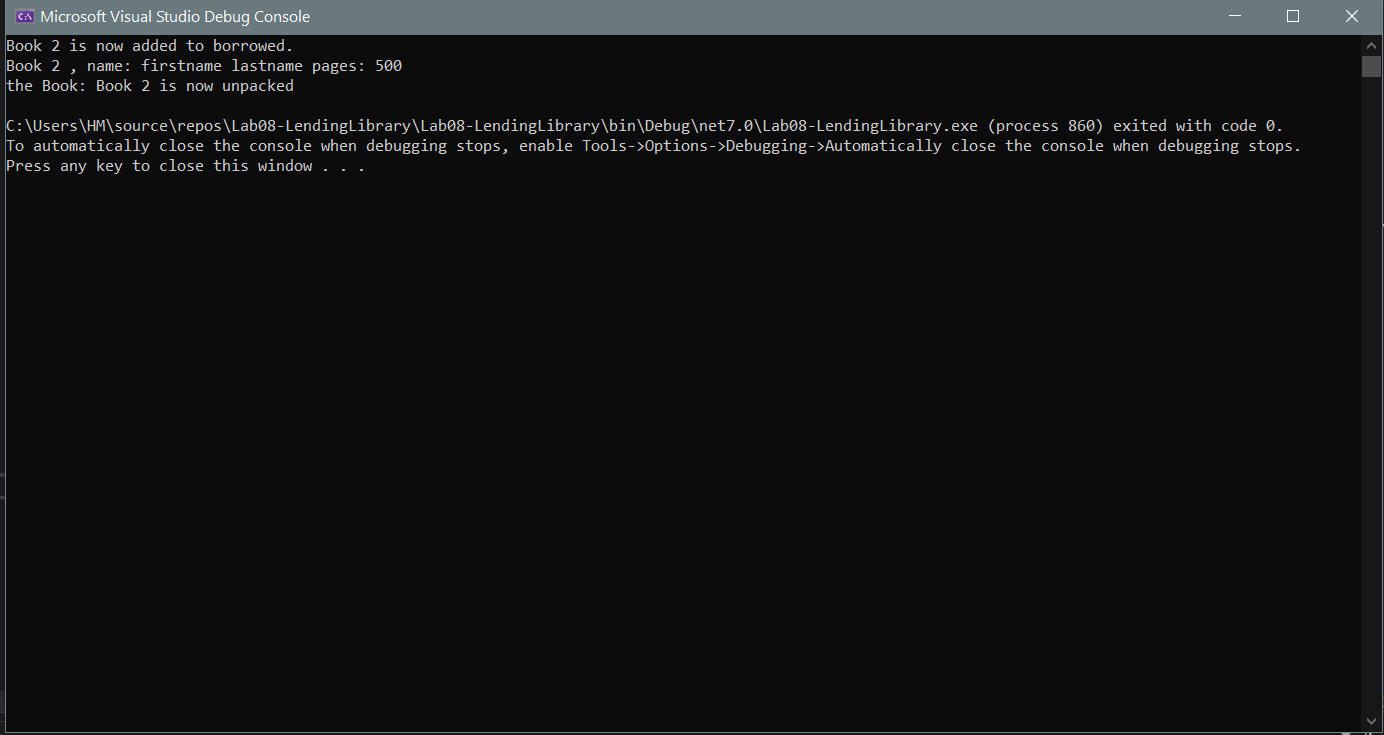 Microsoft Visual Studio Debug Console
Book 2 is now added to borrowed.
Book 2 , name: firstname lastname pages: 500
the Book: Book 2 is now unpacked
C:\Users\HM\source\repos\Lab08-LendingLibrary\Lab08-LendingLibrary\bin\Debug\net7.0\Lab08-LendingLibrary.exe (process 860) exited with code 0.
To automatically close the console when debugging stops, enable Tools->Options->Debugging->Automatically close the console when debugging stops.
Press any key to close this window . . .